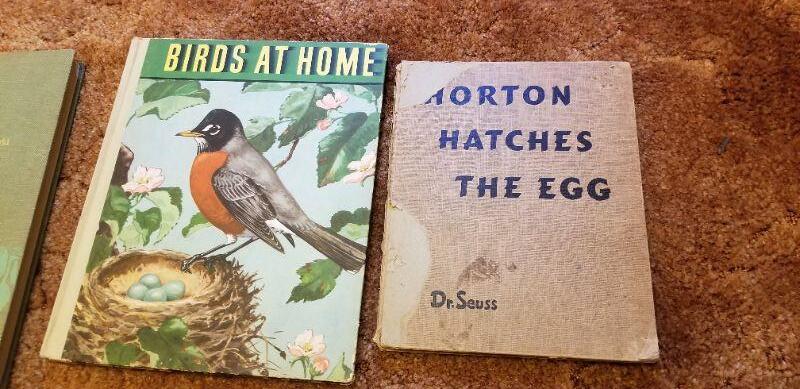 BIRDS AT HOME
HORTON
HATCHES
THE EGG
Dr. Seuss